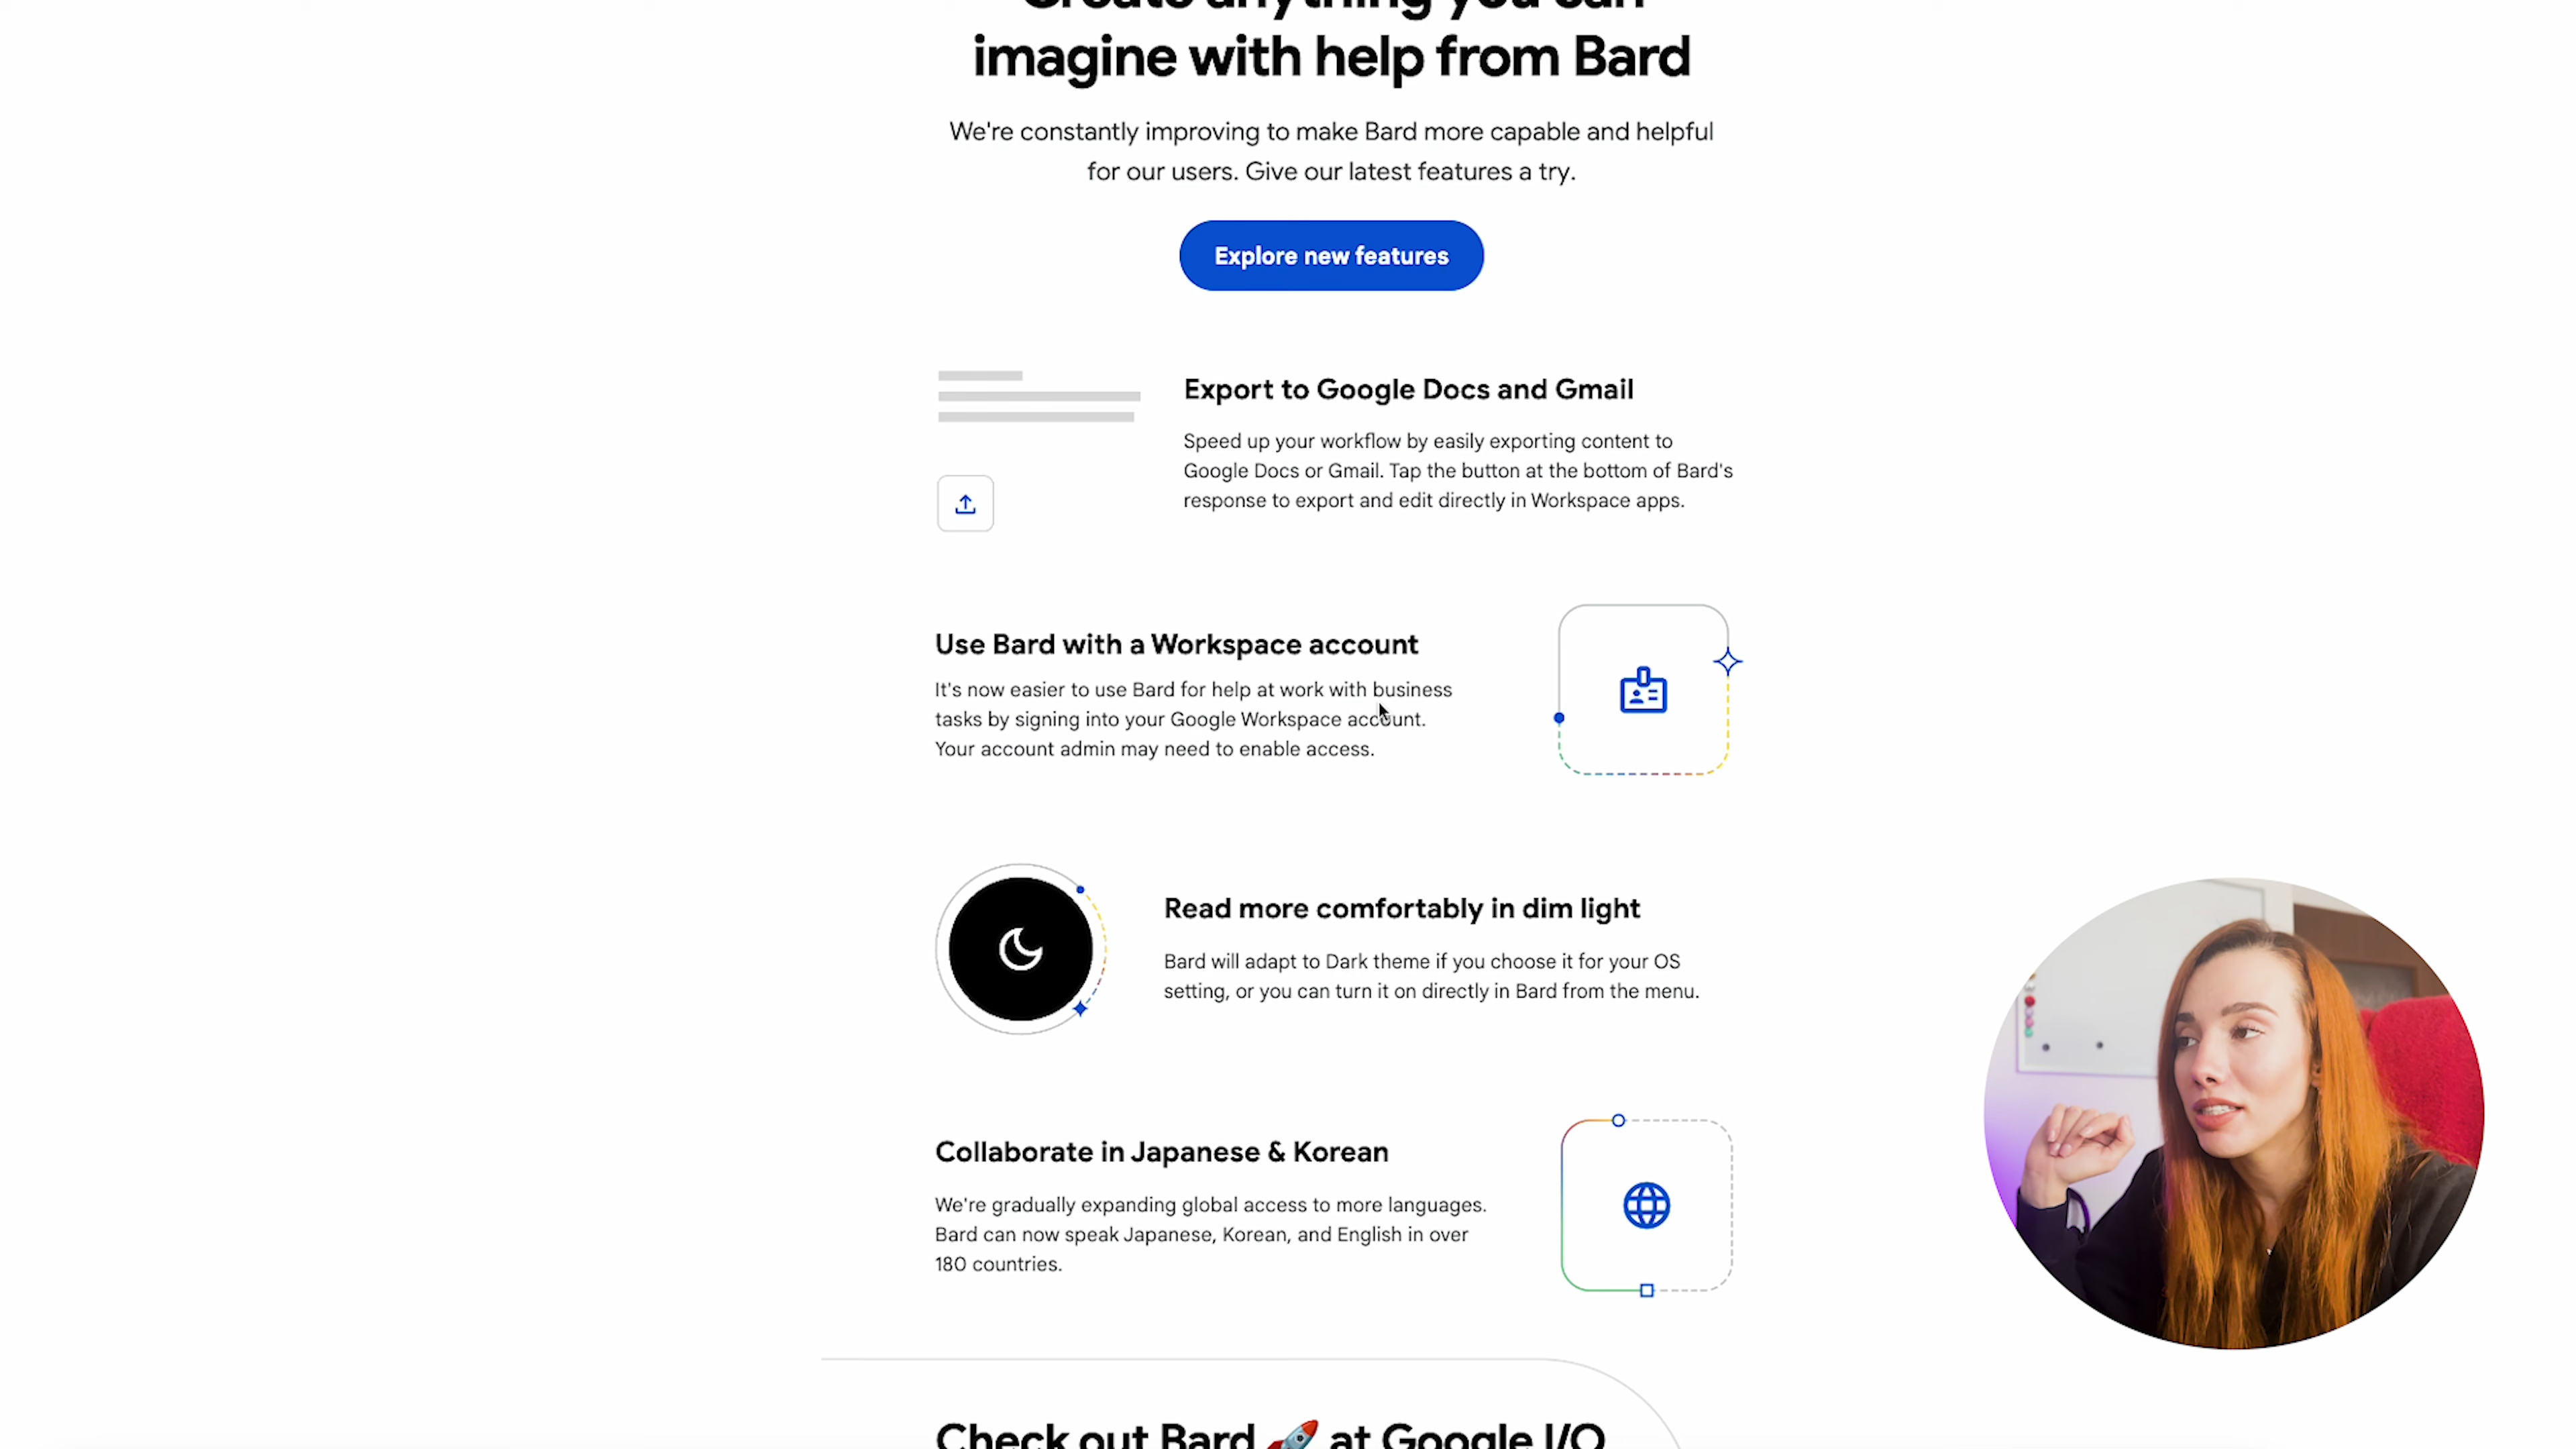 Create anything you can
imagine with help from Bard
We're constantly improving to make Bard more capable and helpful
for our users. Give our latest features a try.
Explore new features
Export to Google Docs and Gmail
Speed up your workflow by easily exporting content to
Google Docs or Gmail. Tap the button at the bottom of Bard's
response to export and edit directly in Workspace apps.
Use Bard with a Workspace account
It's now easier to use Bard for help at work with business
tasks by signing into your Google Workspace account.
Your account admin may need to enable access.
Read more comfortably in dim light
Bard will adapt to Dark theme if you choose it for your OS
setting, or you can turn it on directly in Bard from the menu.
Collaborate in Japanese & Korean
We're gradually expanding global access to more languages.
Bard can now speak Japanese, Korean, and English in over
180 countries.
Check out Bard 🚀 at Google I/O